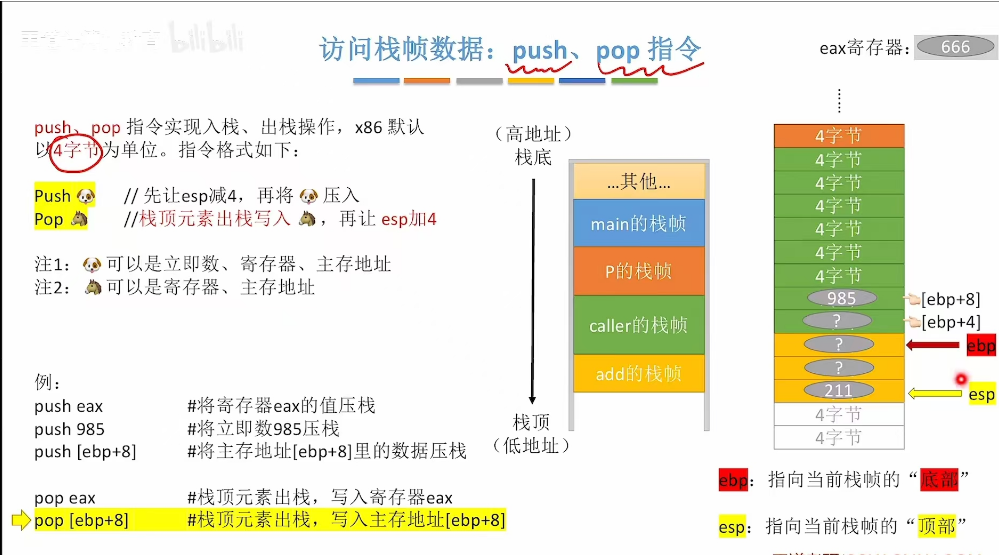 bilibili
访问栈帧数据：push、pop 指令
eax寄存器：
666
push、pop 指令实现入栈、出栈操作，x86 默认
以4字节为单位。指令格式如下：
Push 🐶 // 先让esp减4，再将 🐶 压入
Pop 🐴 //栈顶元素出栈写入 🐴，再让 esp加4
注1：🐶 可以是立即数、寄存器、主存地址
注2：🐴 可以是寄存器、主存地址
例：
push eax #将寄存器eax的值压栈
push 985 #将立即数985压栈
push [ebp+8] #将主存地址[ebp+8]里的数据压栈
pop eax #栈顶元素出栈，写入寄存器eax
pop [ebp+8] #栈顶元素出栈，写入主存地址[ebp+8]
（高地址）
栈底
栈顶
（低地址）
...其他...
main的栈帧
P的栈帧
caller的栈帧
add的栈帧
4字节
4字节
4字节
4字节
4字节
4字节
4字节
985 [ebp+8]
? [ebp+4]
? ebp
?
211 esp
4字节
4字节
ebp：指向当前栈帧的“底部”
esp：指向当前栈帧的“顶部”